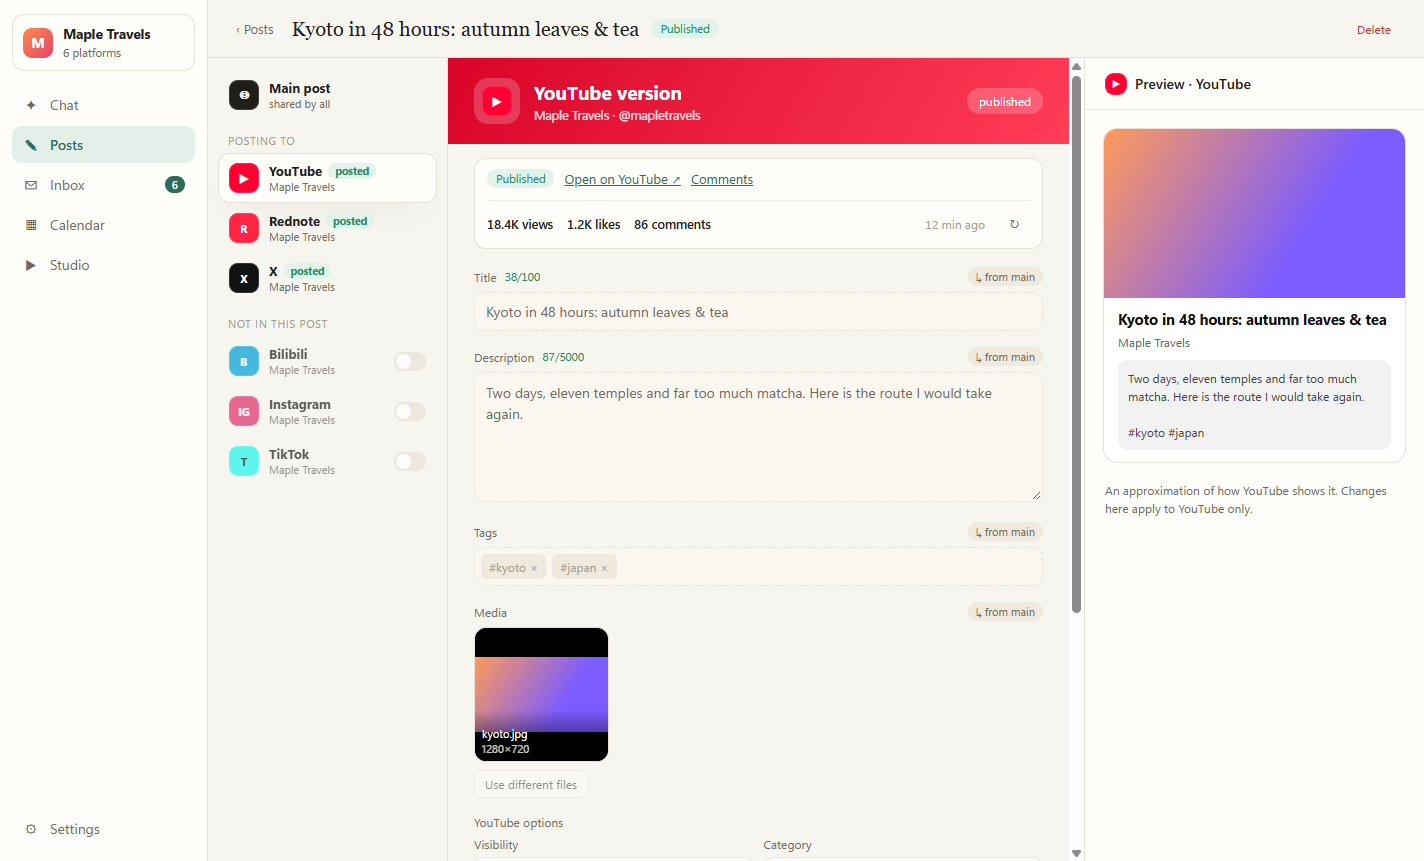 M
Maple Travels
6 platforms
Chat
Posts
Inbox
6
Calendar
Studio
Settings
‹ Posts
Kyoto in 48 hours: autumn leaves & tea
Published
Delete
Main post
shared by all
POSTING TO
YouTube posted
Maple Travels
R
Rednote posted
Maple Travels
X
X posted
Maple Travels
NOT IN THIS POST
B
Bilibili
Maple Travels
IG
Instagram
Maple Travels
T
TikTok
Maple Travels
YouTube version
Maple Travels · @mapletravels
published
Published
Open on YouTube ↗
Comments
18.4K views
1.2K likes
86 comments
12 min ago
Title 38/100
↳ from main
Kyoto in 48 hours: autumn leaves & tea
Description 87/5000
↳ from main
Two days, eleven temples and far too much matcha. Here is the route I would take
again.
Tags
↳ from main
#kyoto ×
#japan ×
Media
↳ from main
kyoto.jpg
1280×720
Use different files
YouTube options
Visibility
Category
Preview · YouTube
Kyoto in 48 hours: autumn leaves & tea
Maple Travels
Two days, eleven temples and far too much
matcha. Here is the route I would take again.
#kyoto #japan
An approximation of how YouTube shows it. Changes
here apply to YouTube only.